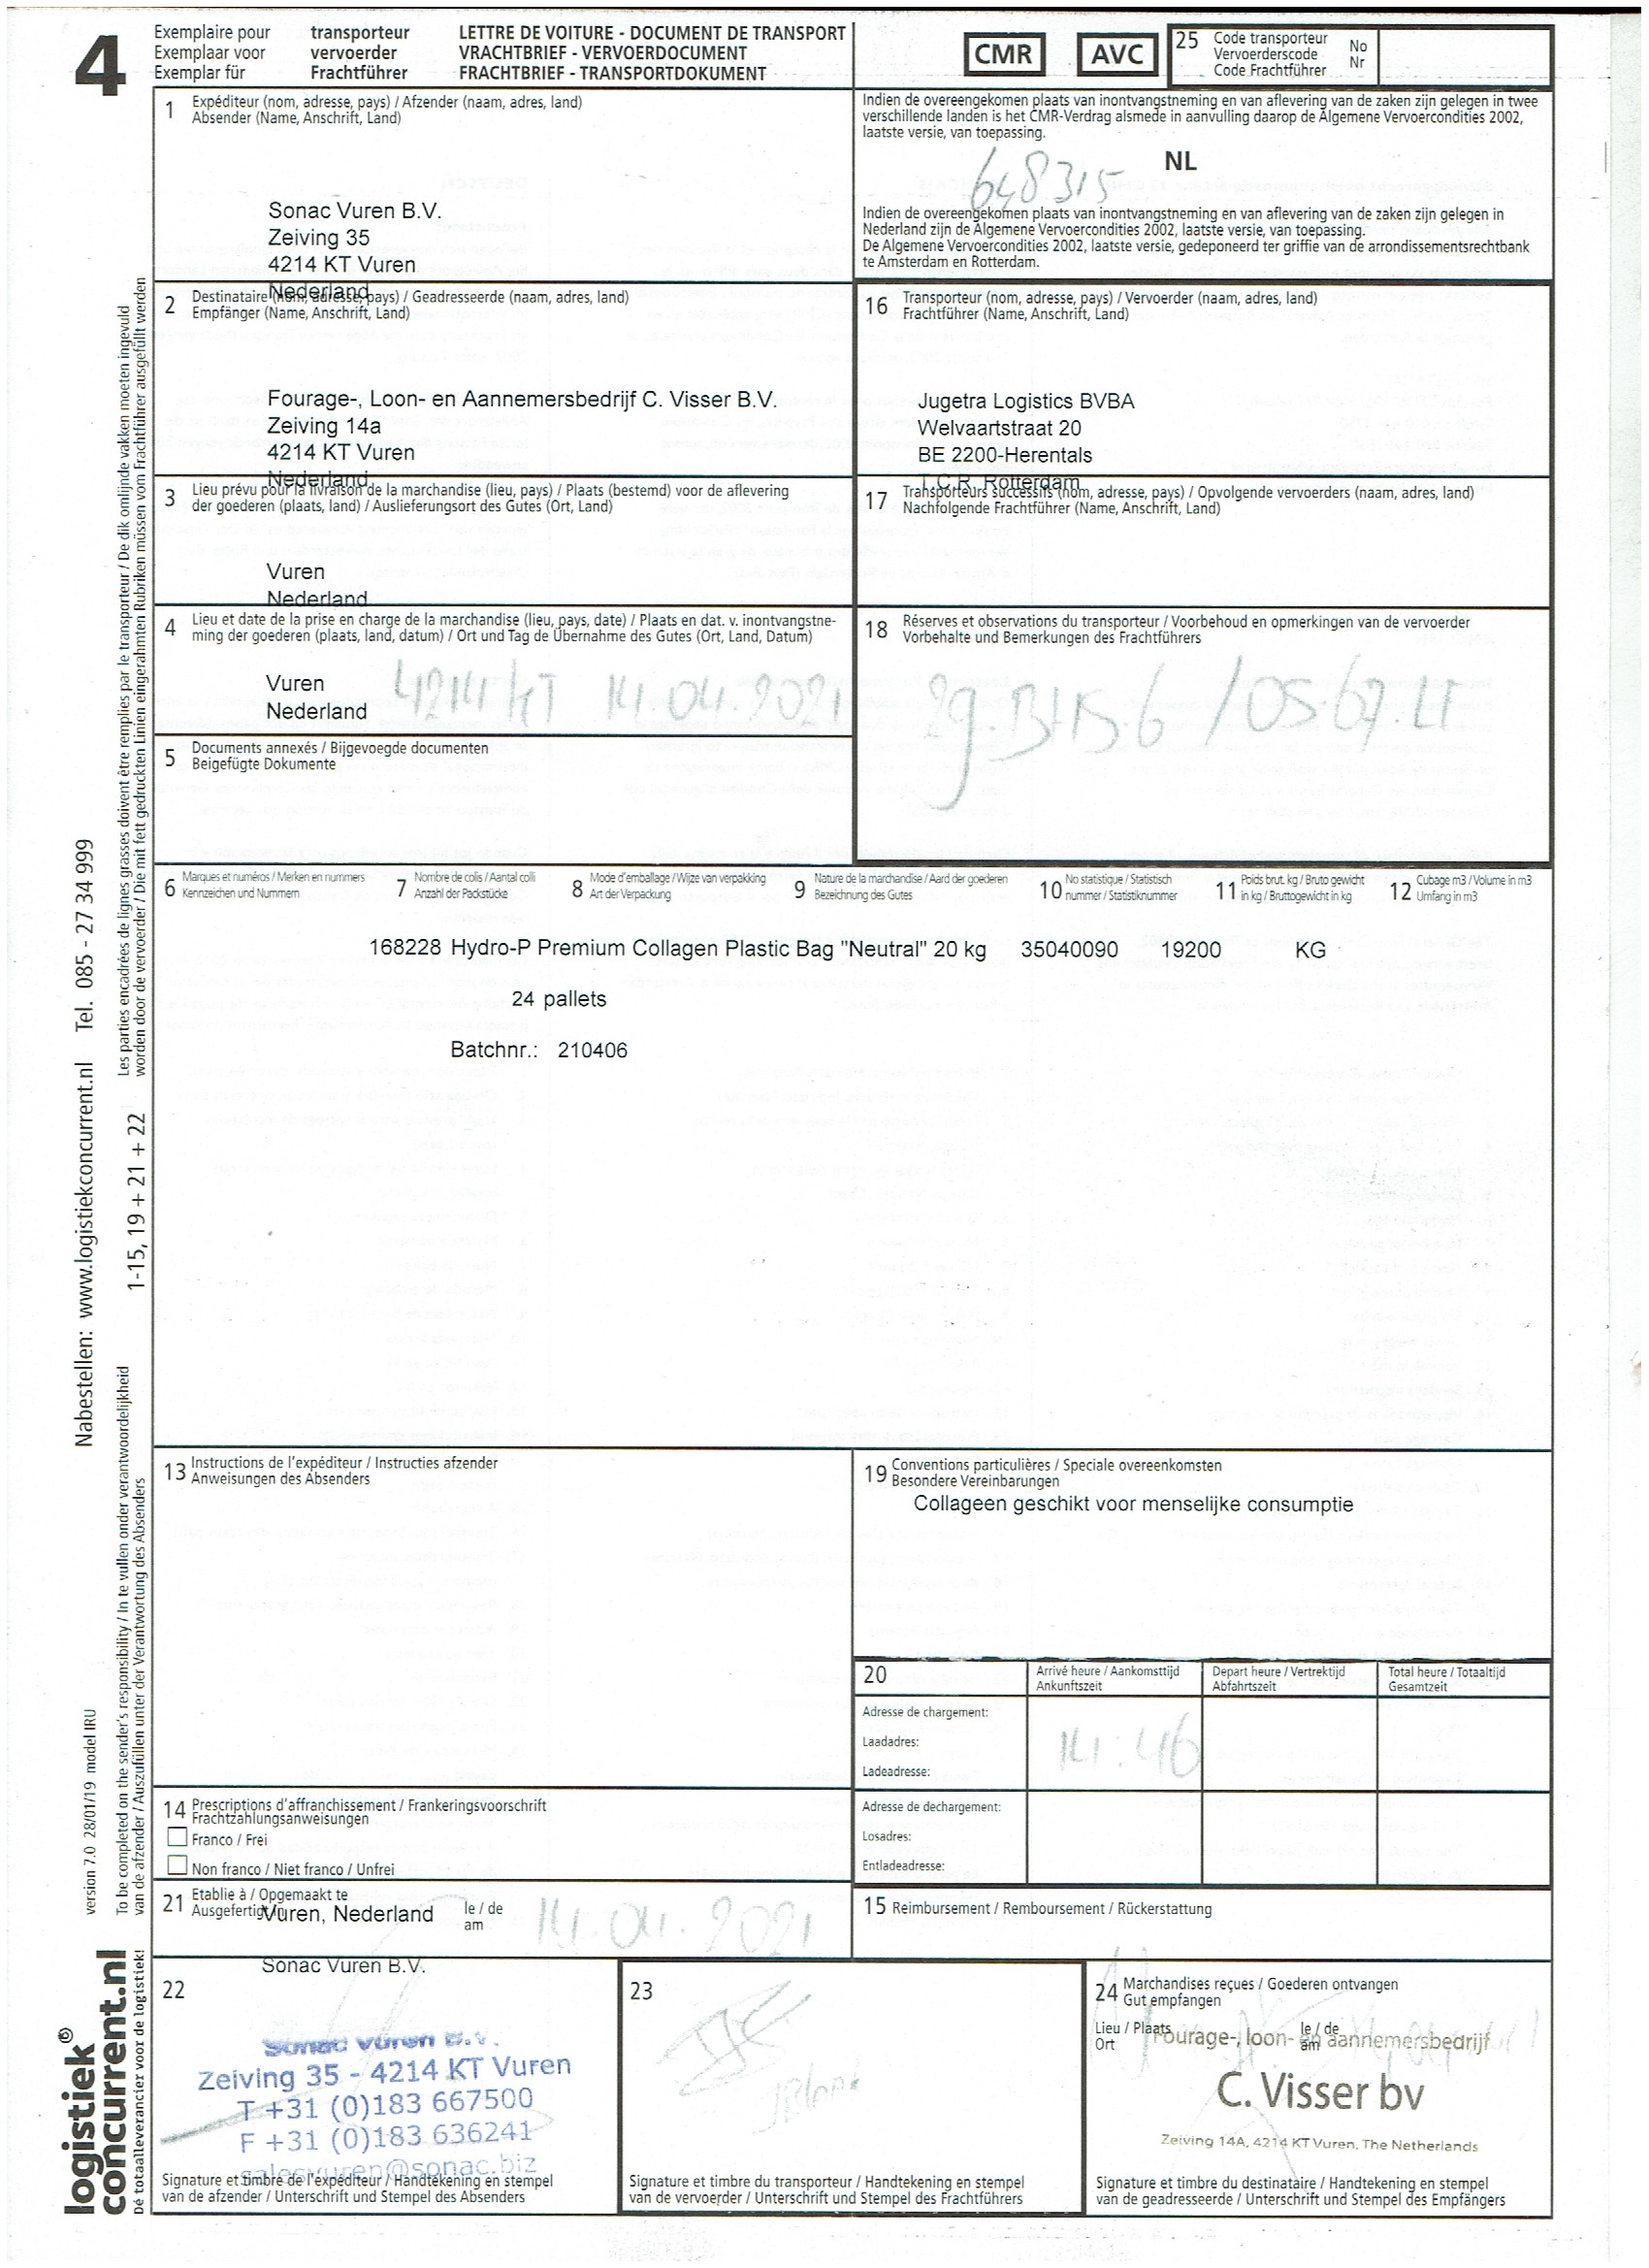 4
Exemplaire pour
Exemplaar voor
Exemplar für
transporteur
vervoerder
Frachtführer
LETTRE DE VOITURE - DOCUMENT DE TRANSPORT
VRACHTBRIEF - VERVOERDOCUMENT
FRACHTBRIEF - TRANSPORTDOKUMENT
CMR
AVC
25 Code transporteur
Vervoerderscode
Code Frachtführer
No
Nr
1 Expéditeur (nom, adresse, pays) / Afzender (naam, adres, land)
Absender (Name, Anschrift, Land)
Sonac Vuren B.V.
Zeiving 35
4214 KT Vuren
Nederland
Indien de overeengekomen plaats van inontvangstneming en van aflevering van de zaken zijn gelegen in twee
verschillende landen is het CMR-Verdrag alsmede in aanvulling daarop de Algemene Vervoercondities 2002,
laatste versie, van toepassing.
NL
648315
Indien de overeengekomen plaats van inontvangstneming en van aflevering van de zaken zijn gelegen in
Nederland zijn de Algemene Vervoercondities 2002, laatste versie, van toepassing.
De Algemene Vervoercondities 2002, laatste versie, gedeponeerd ter griffie van de arrondissementsrechtbank
te Amsterdam en Rotterdam.
2 Destinataire (nom, adresse, pays) / Geadresseerde (naam, adres, land)
Empfänger (Name, Anschrift, Land)
Fourage-, Loon- en Aannemersbedrijf C. Visser B.V.
Zeiving 14a
4214 KT Vuren
Nederland
16 Transporteur (nom, adresse, pays) / Vervoerder (naam, adres, land)
Frachtführer (Name, Anschrift, Land)
Jugetra Logistics BVBA
Welvaartstraat 20
BE 2200-Herentals
T.C.R. Rotterdam
3 Lieu prévu pour la livraison de la marchandise (lieu, pays) / Plaats (bestemd) voor de aflevering
der goederen (plaats, land) / Auslieferungsort des Gutes (Ort, Land)
Vuren
Nederland
17 Transporteurs successifs (nom, adresse, pays) / Opvolgende vervoerders (naam, adres, land)
Nachfolgende Frachtführer (Name, Anschrift, Land)
4 Lieu et date de la prise en charge de la marchandise (lieu, pays, date) / Plaats en dat. v. inontvangstne-
ming der goederen (plaats, land, datum) / Ort und Tag de Übernahme des Gutes (Ort, Land, Datum)
Vuren
Nederland
4214 KT 14.04.2021
18 Réserves et observations du transporteur / Voorbehoud en opmerkingen van de vervoerder
Vorbehalte und Bemerkungen des Frachtführers
5 Documents annexés / Bijgevoegde documenten
Beigefügte Dokumente
6 Marques et numéros / Merken en nummers
Kennzeichen und Nummern
7 Nombre de colis / Aantal colli
Anzahl der Packstücke
8 Mode d'emballage / Wijze van verpakking
Art der Verpackung
9 Nature de la marchandise / Aard der goederen
Bezeichnung des Gutes
10 No statistique / Statistisch
nummer / Statistiknummer
11 Poids brut, kg / Bruto gewicht
in kg / Bruttogewicht in kg
12 Cubage m3 / Volume in m3
Umfang in m3
168228 Hydro-P Premium Collagen Plastic Bag "Neutral" 20 kg 35040090 19200 KG
24 pallets
Batchnr.: 210406
13 Instructions de l'expéditeur / Instructies afzender
Anweisungen des Absenders
19 Conventions particulières / Speciale overeenkomsten
Besondere Vereinbarungen
Collageen geschikt voor menselijke consumptie
20
Arrivé heure / Aankomsttijd
Ankunftszeit
Depart heure / Vertrektijd
Abfahrtszeit
Total heure / Totaaltijd
Gesamtzeit
Adresse de chargement:
Laadadres:
Ladeadresse:
14:46
Adresse de dechargement:
Losadres:
Entladeadresse:
14 Prescriptions d'affranchissement / Frankeringsvoorschrift
Frachtzahlungsanweisungen
Franco / Frei
Non franco / Niet franco / Unfrei
21 Etablie à / Opgemaakt te
Ausgefertigt in
Vuren, Nederland
le / de
am
14.04.2021
15 Reimbursement / Remboursement / Rückerstattung
22
Sonac Vuren B.V.
Sonac Vuren B.V.
Zeiving 35 - 4214 KT Vuren
T +31 (0)183 667500
F +31 (0)183 636241
salesvuren@sonac.biz
Signature et timbre de l'expéditeur / Handtekening en stempel
van de afzender / Unterschrift und Stempel des Absenders
23
Signature et timbre du transporteur / Handtekening en stempel
van de vervoerder / Unterschrift und Stempel des Frachtführers
24 Marchandises reçues / Goederen ontvangen
Gut empfangen
Lieu / Plaats
Ort
le / de
am
Fourage-, loon- en aannemersbedrijf
C. Visser bv
Zeiving 14A, 4214 KT Vuren, The Netherlands
Signature et timbre du destinataire / Handtekening en stempel
van de geadresseerde / Unterschrift und Stempel des Empfängers
Les parties encadrées de lignes grasses doivent être remplies par le transporteur / De dik omlijnde vakken moeten ingevuld
worden door de vervoerder / Die mit fett gedruckten Linien eingerahmten Rubriken müssen vom Frachtführer ausgefüllt werden
Nabestellen: www.logistiekconcurrent.nl Tel. 085 - 27 34 999
1-15, 19 + 21 + 22
To be completed on the sender's responsibility / In te vullen onder verantwoordelijkheid
van de afzender / Auszufüllen unter der Verantwortung des Absenders
version 7.0 28/01/19 model IRU
logistiek®
concurrent.nl
Dé totaalleverancier voor de logistiek!